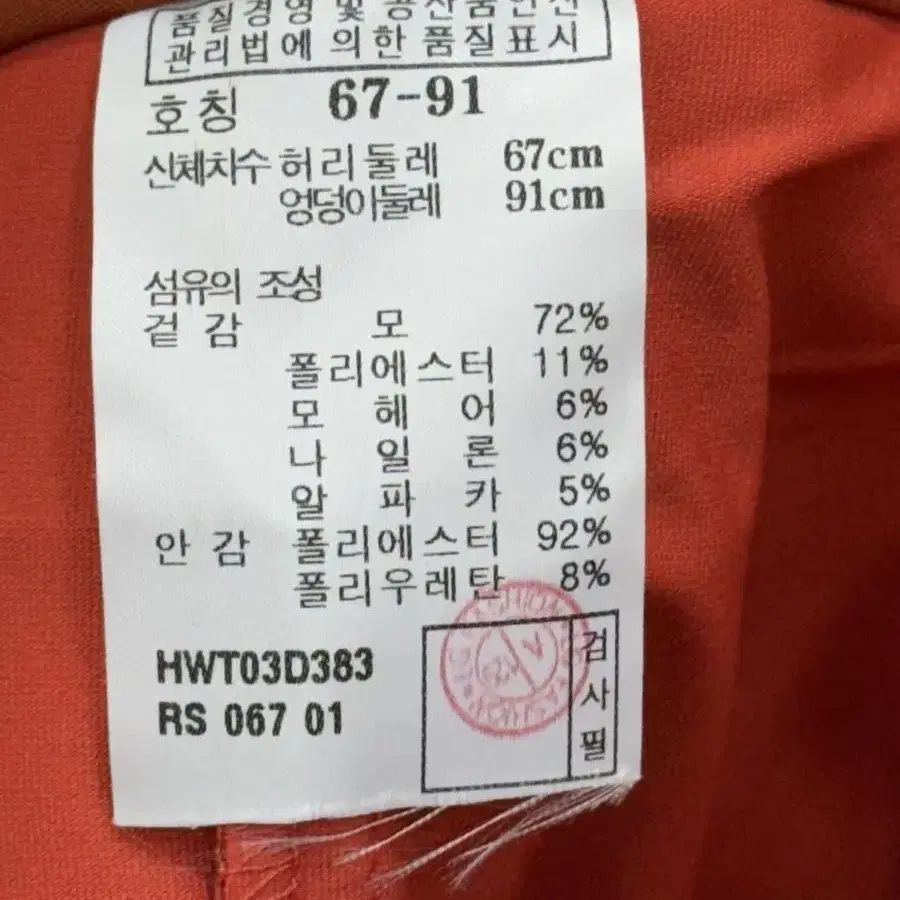 품질경영 및 공산품안전
관리법에 의한 품질표시
호칭 67-91
신체치수 허리둘레 67cm
엉덩이둘레 91cm
섬유의 조성
겉감 모 72%
폴리에스터 11%
모헤어 6%
나일론 6%
알파카 5%
안감 폴리에스터 92%
폴리우레탄 8%
HWT03D383
RS 067 01
검사필